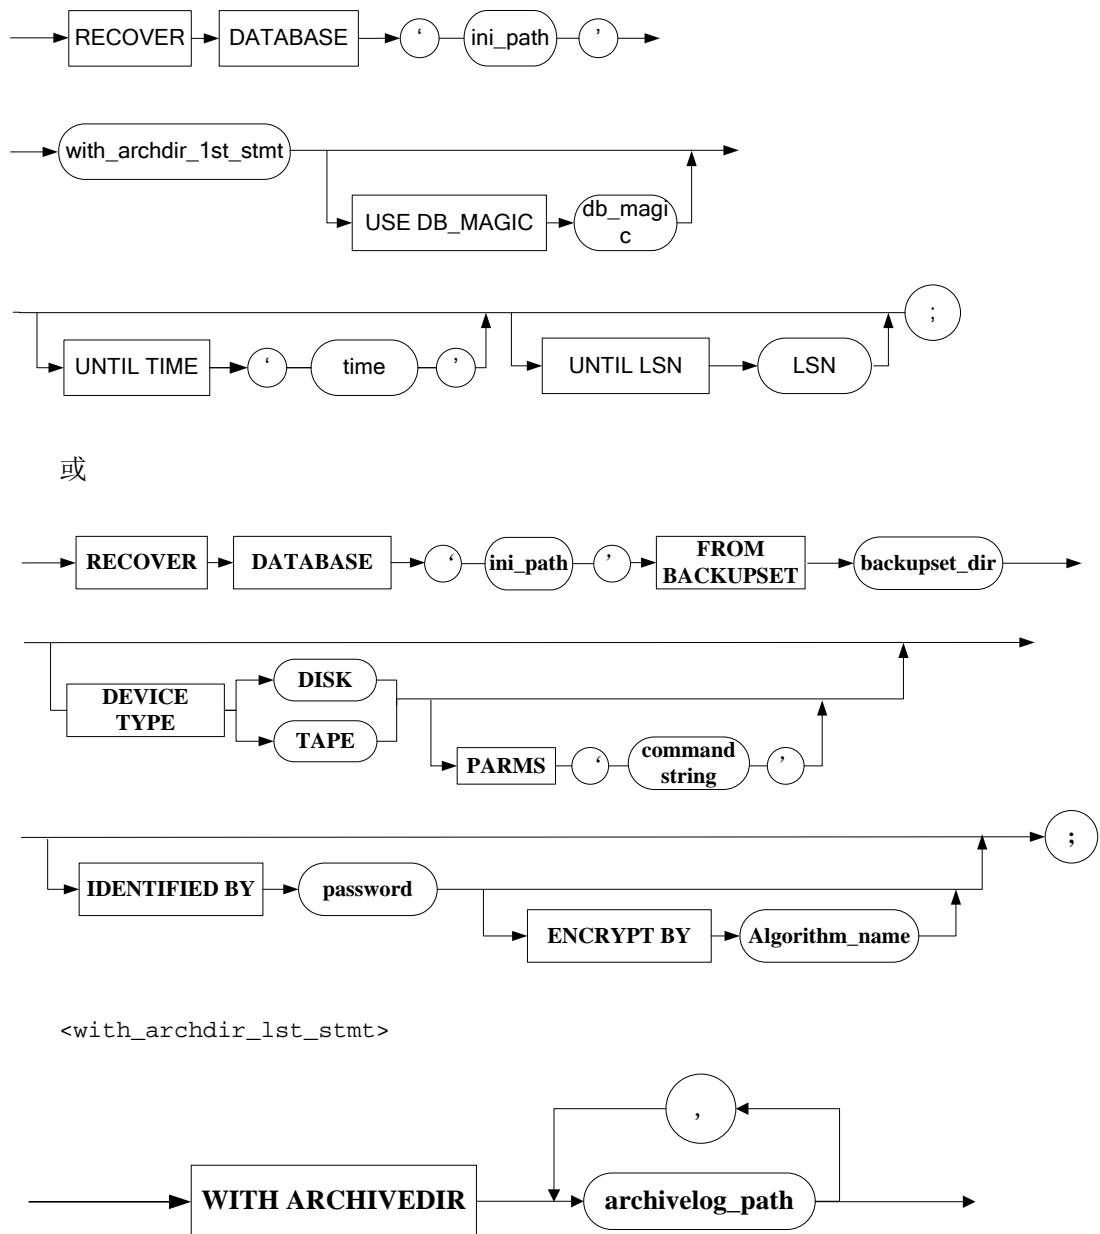 RECOVER DATABASE ‘ ini_path ’
with_archdir_1st_stmt
USE DB_MAGIC db_magi
c
;
UNTIL TIME ‘ time ’ UNTIL LSN LSN
或
RECOVER DATABASE ‘ ini_path ’ FROM
BACKUPSET backupset_dir
DISK
DEVICE
TYPE
TAPE
PARMS ‘ command
string ’
;
IDENTIFIED BY password
ENCRYPT BY Algorithm_name
<with_archdir_lst_stmt>
,
WITH ARCHIVEDIR archivelog_path